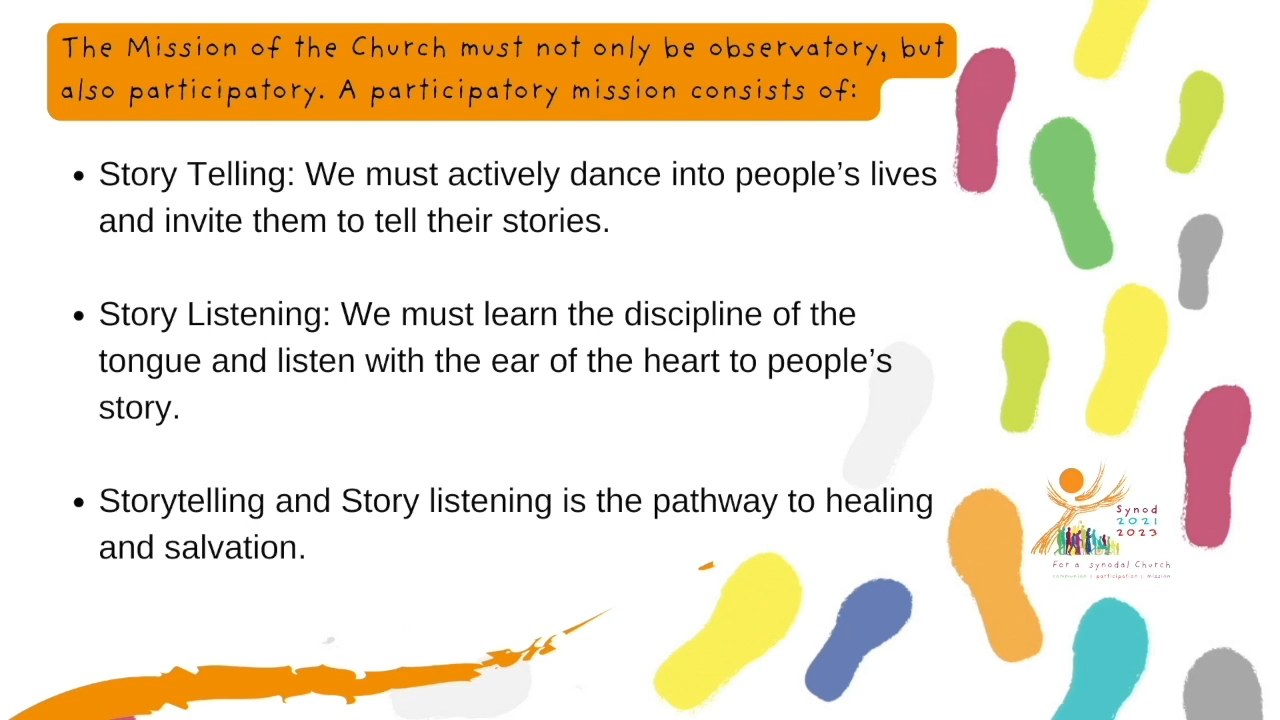 The Mission of the Church must not only be observatory, but
also participatory. A participatory mission consists of:
• Story Telling: We must actively dance into people’s lives
and invite them to tell their stories.
• Story Listening: We must learn the discipline of the
tongue and listen with the ear of the heart to people’s
story.
• Storytelling and Story listening is the pathway to healing
and salvation.
Synod
2021
2023
For a synodal Church
communion | participation | mission